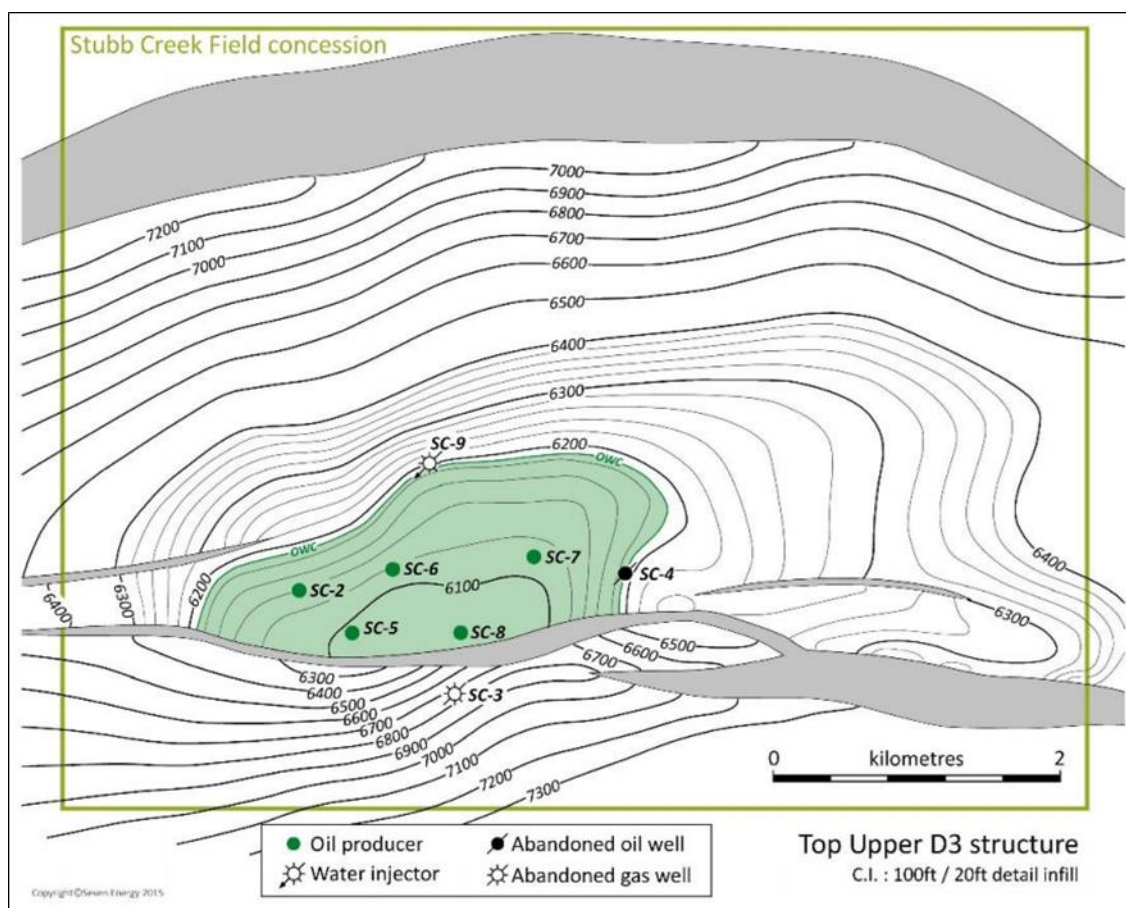 Stubb Creek Field concession
7000
6900
7200
6800
7100
6700
7000
6600
6500
6400
6300
SC-9
6200
OWC
OWC
6400
SC-6
SC-7
SC-4
SC-2
6100
6200
6300
6400
6300
SC-5
SC-8
6500
6600
6700
6300
6400
6500
6600
SC-3
6700
6800
6900
7000
7100
7200
7300
0 kilometres 2
Oil producer
Abandoned oil well
Water injector
Abandoned gas well
Top Upper D3 structure
C.I. : 100ft / 20ft detail infill
Copyright©Seven Energy 2015